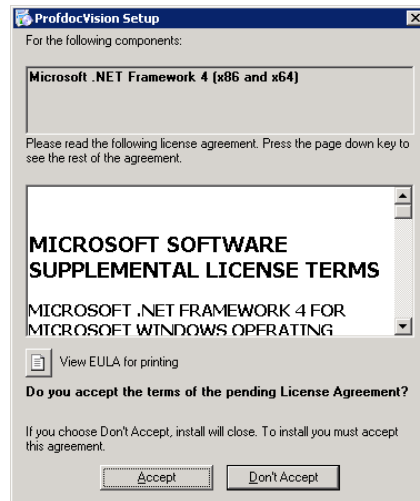 ProfdocVision Setup
For the following components:
Microsoft .NET Framework 4 (x86 and x64)
Please read the following license agreement. Press the page down key to
see the rest of the agreement.
MICROSOFT SOFTWARE
SUPPLEMENTAL LICENSE TERMS
MICROSOFT .NET FRAMEWORK 4 FOR
MICROSOFT WINDOWS OPERATING
View EULA for printing
Do you accept the terms of the pending License Agreement?
If you choose Don't Accept, install will close. To install you must accept
this agreement.
Accept
Don't Accept